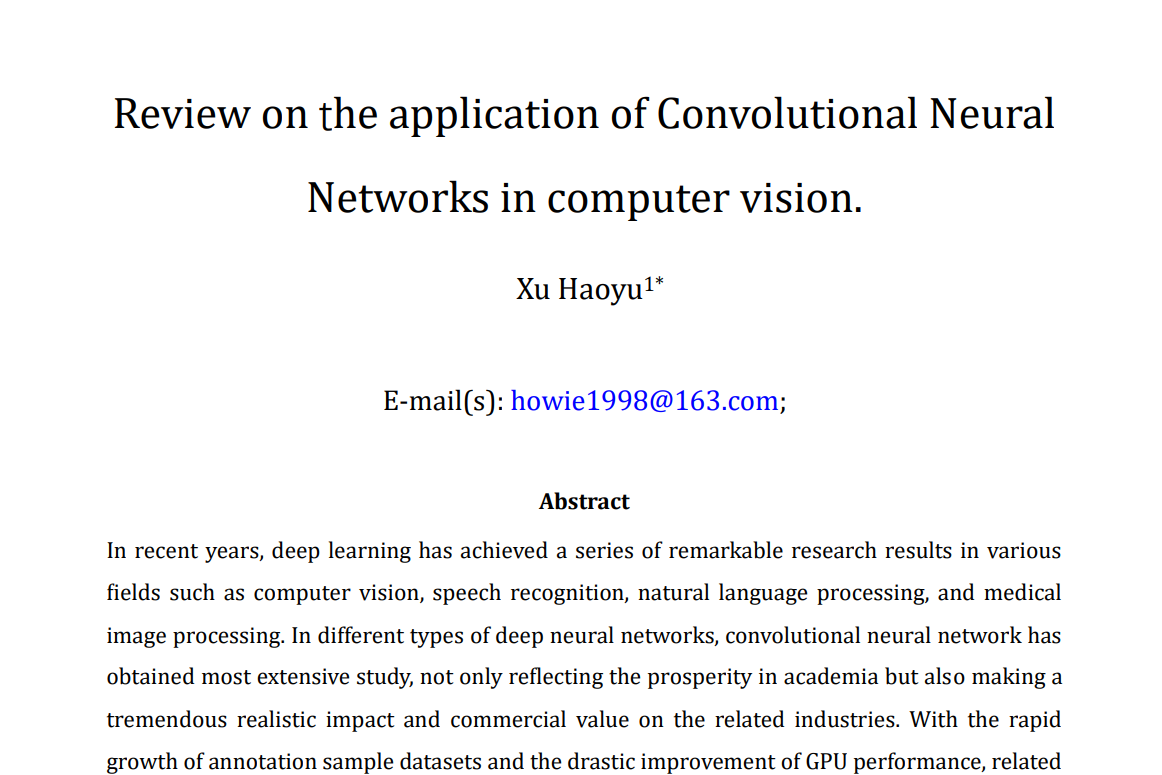 Review on the application of Convolutional Neural
Networks in computer vision.
Xu Haoyu1*
E-mail(s): howie1998@163.com;
Abstract
In recent years, deep learning has achieved a series of remarkable research results in various
fields such as computer vision, speech recognition, natural language processing, and medical
image processing. In different types of deep neural networks, convolutional neural network has
obtained most extensive study, not only reflecting the prosperity in academia but also making a
tremendous realistic impact and commercial value on the related industries. With the rapid
growth of annotation sample datasets and the drastic improvement of GPU performance, related